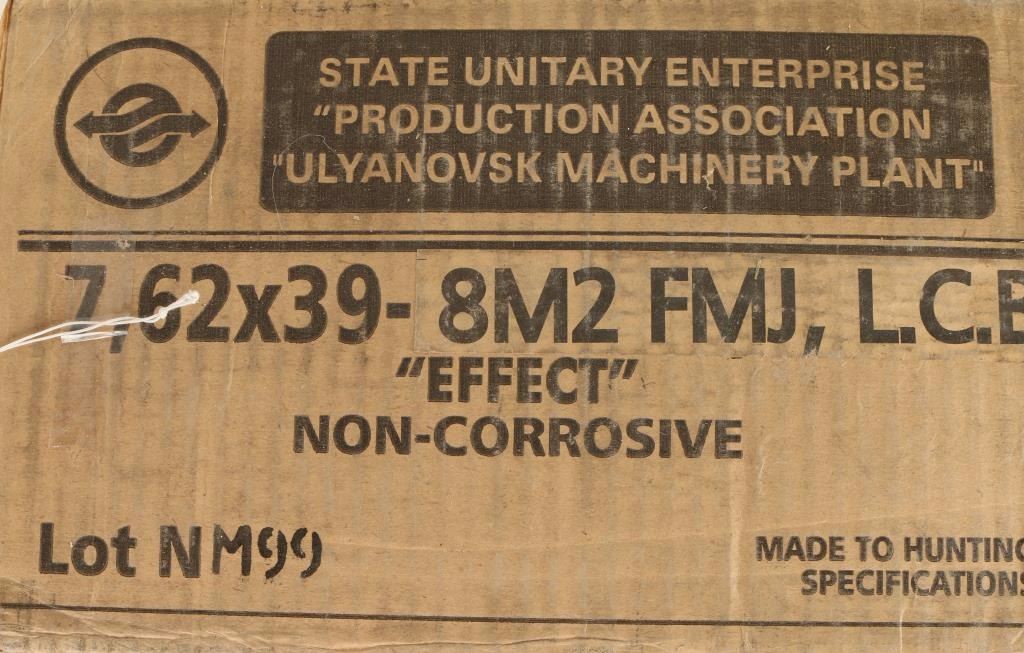 STATE UNITARY ENTERPRISE
“PRODUCTION ASSOCIATION
"ULYANOVSK MACHINERY PLANT"
7,62x39- 8M2 FMJ, L.C.B
“EFFECT”
NON-CORROSIVE
Lot NM99
MADE TO HUNTING
SPECIFICATIONS